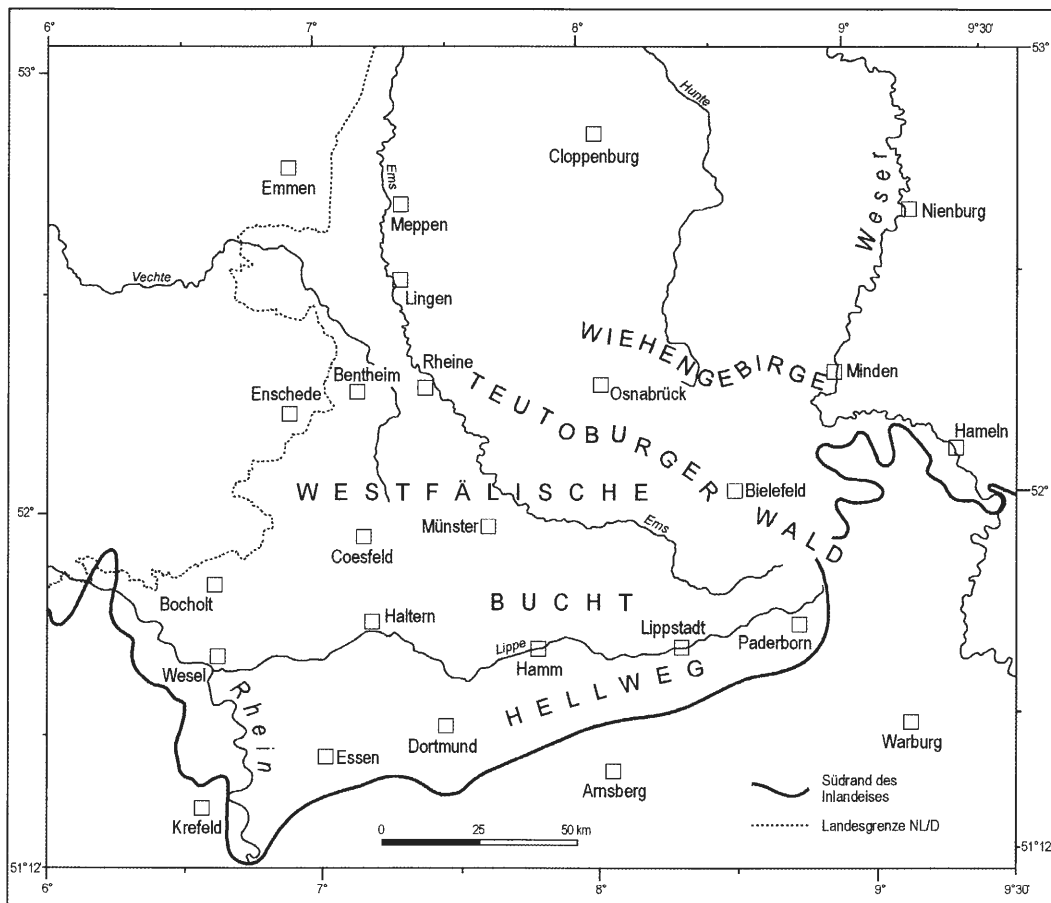 6° 7° 8° 9° 9°30
53° 53°
Hunte
Cloppenburg
Emmen
Ems
Meppen
Weser
Nienburg
Vechte
Lingen
WIEHENGEBIRGE
Rheine
Bentheim
TEUTOBURGER WALD
Osnabrück
Minden
Enschede
Hameln
WESTFÄLISCHE
Bielefeld
52° 52°
Münster
Ems
Coesfeld
Bocholt
BUCHT
Haltern
Lippstadt
Paderborn
Lippe
Hamm
Wesel
HELLWEG
Rhein
Dortmund
Warburg
Essen
Arnsberg
Südrand des
Inlandeises
Krefeld
0 25 50 km
Landesgrenze NL/D
51°12' 51°12'
6° 7° 8° 9° 9°30'